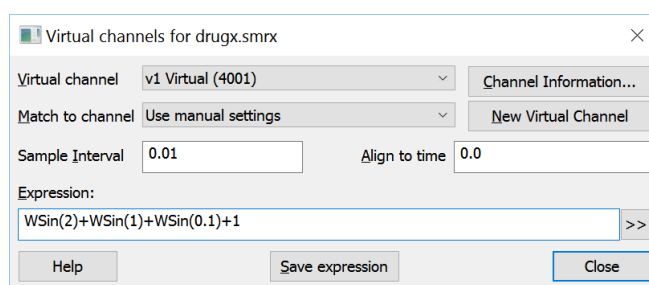 Virtual channels for drugx.smrx
Virtual channel v1 Virtual (4001) Channel Information...
Match to channel Use manual settings New Virtual Channel
Sample Interval 0.01 Align to time 0.0
Expression:
WSin(2)+WSin(1)+WSin(0.1)+1 >>
Help Save expression Close